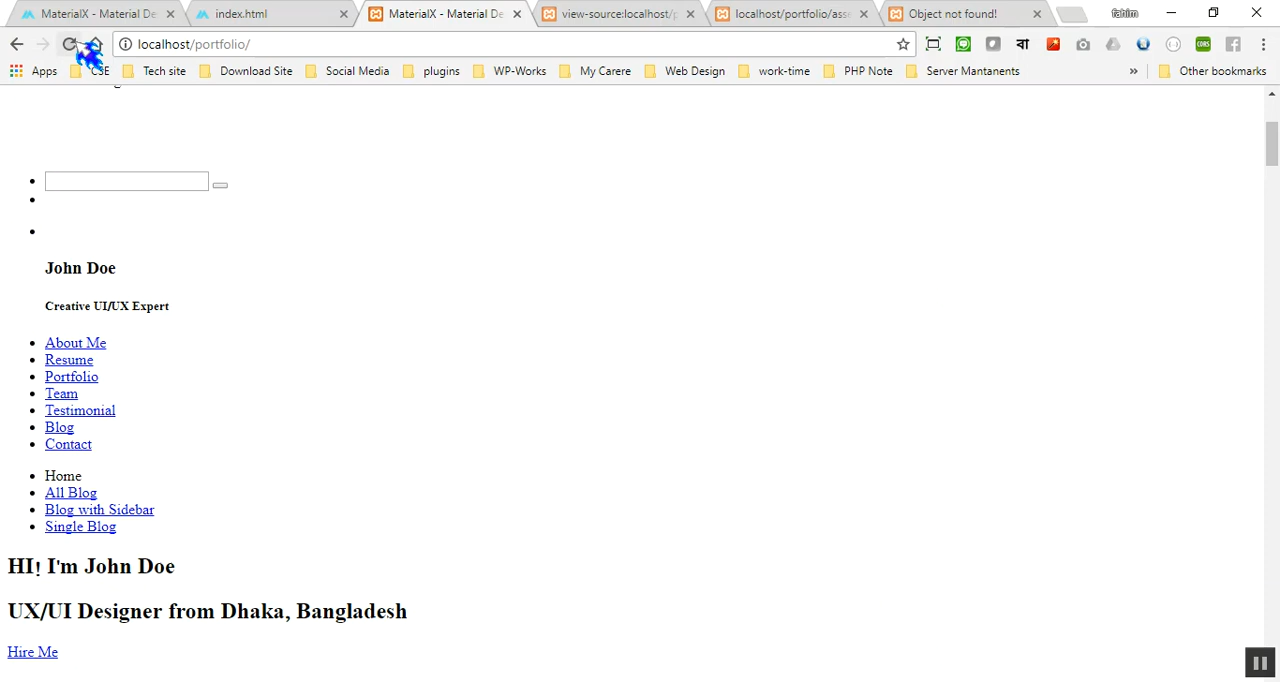 MaterialX - Material De
index.html
MaterialX - Material De
view-source:localhost/p
localhost/portfolio/ass
Object not found!
fahim
localhost/portfolio/
CORS
Apps
CSE
Tech site
Download Site
Social Media
plugins
WP-Works
My Carere
Web Design
work-time
PHP Note
Server Mantanents
»
Other bookmarks
John Doe
Creative UI/UX Expert
About Me
Resume
Portfolio
Team
Testimonial
Blog
Contact
Home
All Blog
Blog with Sidebar
Single Blog
HI! I'm John Doe
UX/UI Designer from Dhaka, Bangladesh
Hire Me